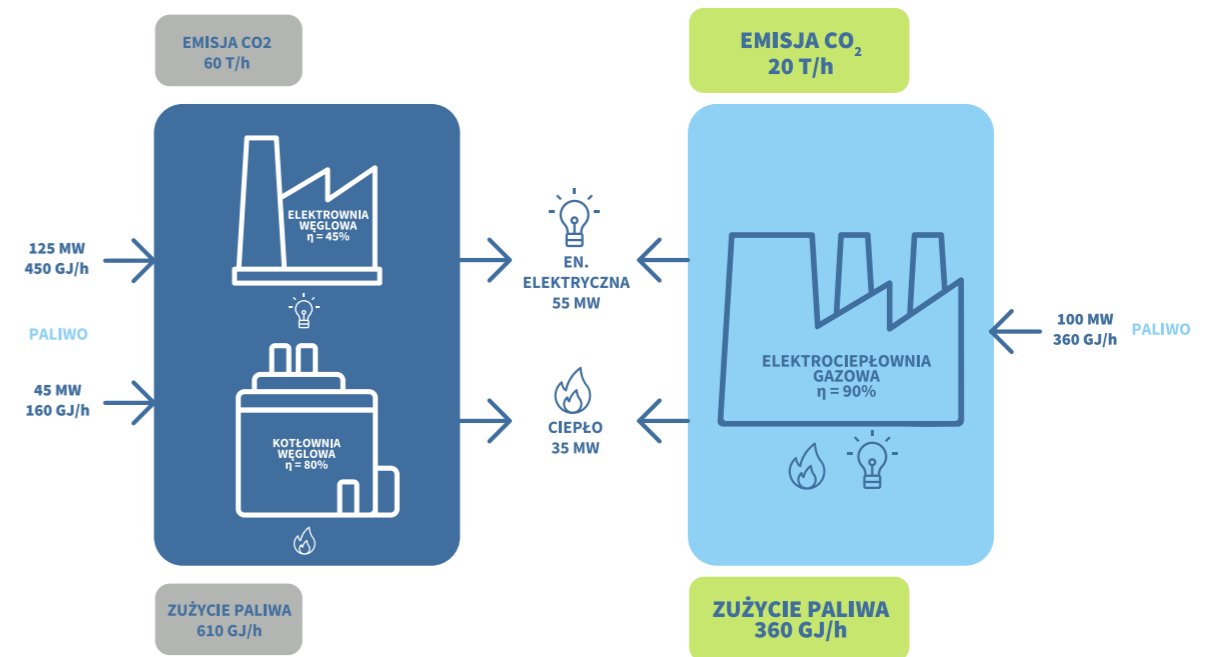 EMISJA CO2
60 T/h
EMISJA CO₂
20 T/h
ELEKTROWNIA
WĘGLOWA
η = 45%
125 MW
450 GJ/h
PALIWO
45 MW
160 GJ/h
KOTŁOWNIA
WĘGLOWA
η = 80%
EN.
ELEKTRYCZNA
55 MW
CIEPŁO
35 MW
ELEKTROCIEPŁOWNIA
GAZOWA
η = 90%
100 MW
360 GJ/h
PALIWO
ZUŻYCIE PALIWA
610 GJ/h
ZUŻYCIE PALIWA
360 GJ/h